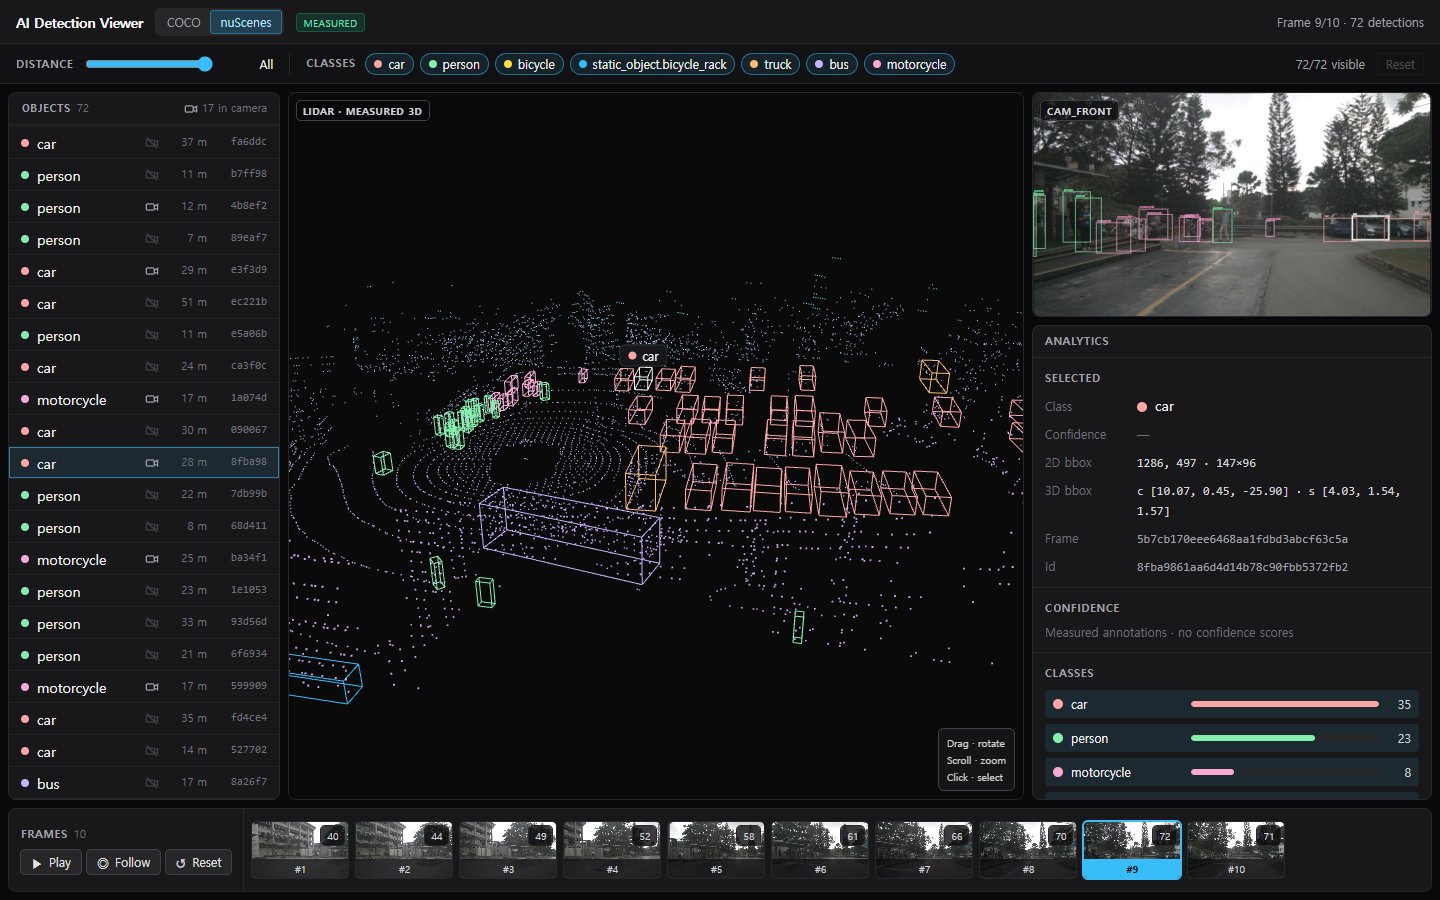 AI Detection Viewer COCO nuScenes MEASURED Frame 9/10 · 72 detections
DISTANCE All CLASSES car person bicycle static_object.bicycle_rack truck bus motorcycle 72/72 visible Reset
OBJECTS 72 17 in camera
car 37 m fa6ddc
person 11 m b7ff98
person 12 m 4b8ef2
person 7 m 89eaf7
car 29 m e3f3d9
car 51 m ec221b
person 11 m e5a06b
car 24 m ca3f0c
motorcycle 17 m 1a074d
car 30 m 090067
car 28 m 8fba98
person 22 m 7db99b
person 8 m 68d411
motorcycle 25 m ba34f1
person 23 m 1e1053
person 33 m 93d56d
person 21 m 6f6934
motorcycle 17 m 599909
car 35 m fd4ce4
car 14 m 527702
bus 17 m 8a26f7
LIDAR · MEASURED 3D
car
Drag · rotate
Scroll · zoom
Click · select
CAM_FRONT
ANALYTICS
SELECTED
Class car
Confidence —
2D bbox 1286, 497 · 147×96
3D bbox c [10.07, 0.45, -25.90] · s [4.03, 1.54,
1.57]
Frame 5b7cb170eee6468aa1fdbd3abcf63c5a
Id 8fba9861aa6d4d14b78c90fbb5372fb2
CONFIDENCE
Measured annotations · no confidence scores
CLASSES
car 35
person 23
motorcycle 8
FRAMES 10
Play Follow Reset
40 44 49 52 58 61 66 70 72 71
#1 #2 #3 #4 #5 #6 #7 #8 #9 #10